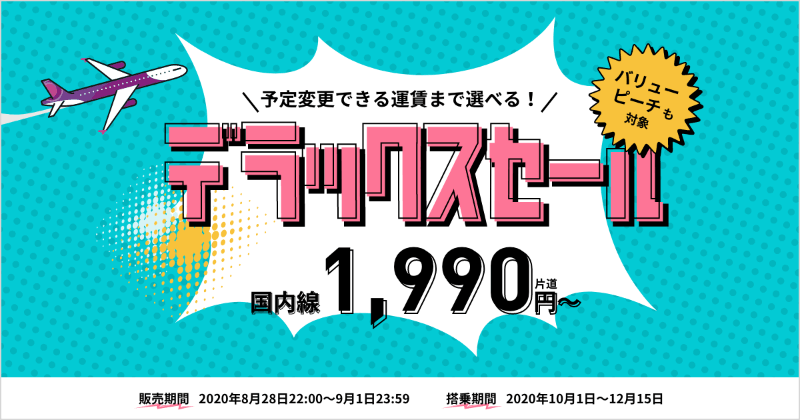 ＼予定変更できる運賃まで選べる！／
バリュー
ピーチも
対象
デラックスセール
国内線1,990片道円〜
販売期間 2020年8月28日22:00〜9月1日23:59 搭乗期間 2020年10月1日〜12月15日